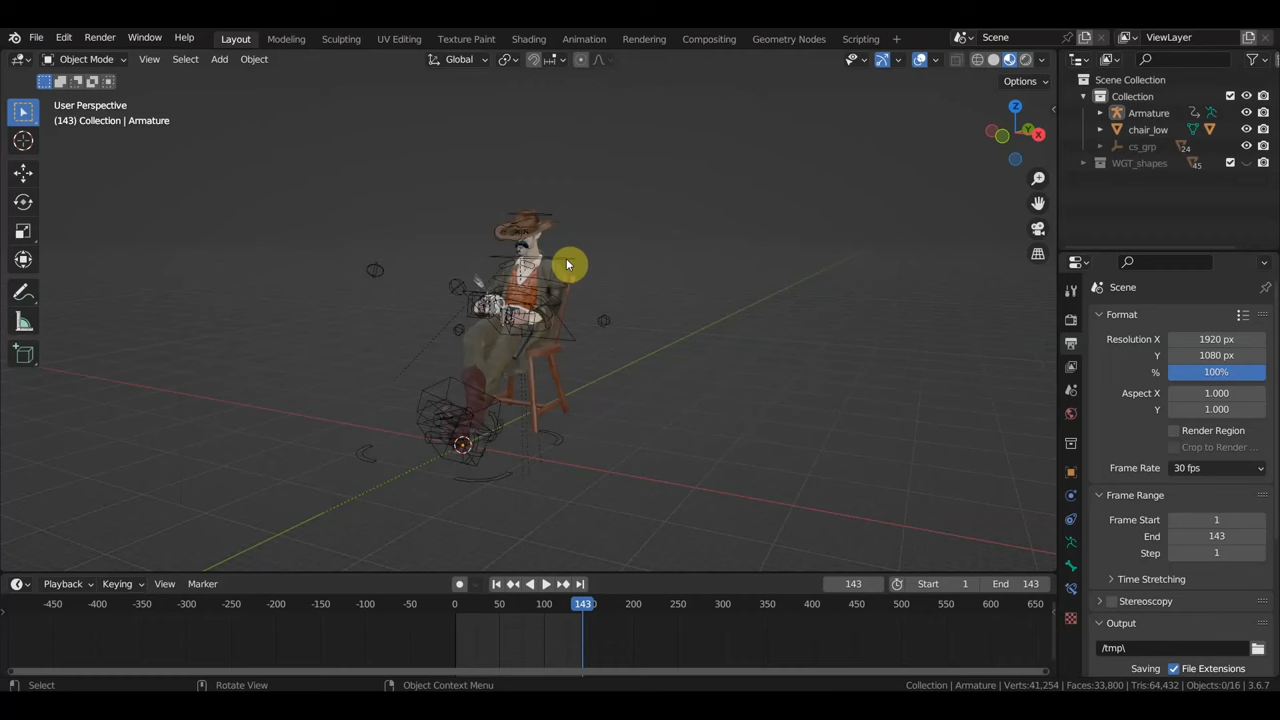 File Edit Render Window Help Layout Modeling Sculpting UV Editing Texture Paint Shading Animation Rendering Compositing Geometry Nodes Scripting Scene ViewLayer
Object Mode View Select Add Object Global
Options
User Perspective
(143) Collection | Armature
Z
X
Scene Collection
Collection
Armature
chair_low
cs_grp 24
WGT_shapes 45
Scene
Format
Resolution X 1920 px
Y 1080 px
% 100%
Aspect X 1.000
Y 1.000
Render Region
Crop to Render ...
Frame Rate 30 fps
Frame Range
Frame Start 1
End 143
Step 1
Time Stretching
Stereoscopy
Output
/tmp\
Saving File Extensions
Playback Keying View Marker 143 Start 1 End 143
-450 -400 -350 -300 -250 -200 -150 -100 -50 0 50 100 143 200 250 300 350 400 450 500 550 600 650
Select Rotate View Object Context Menu Collection | Armature | Verts:41,254 | Faces:33,800 | Tris:64,432 | Objects:0/16 | 3.6.7